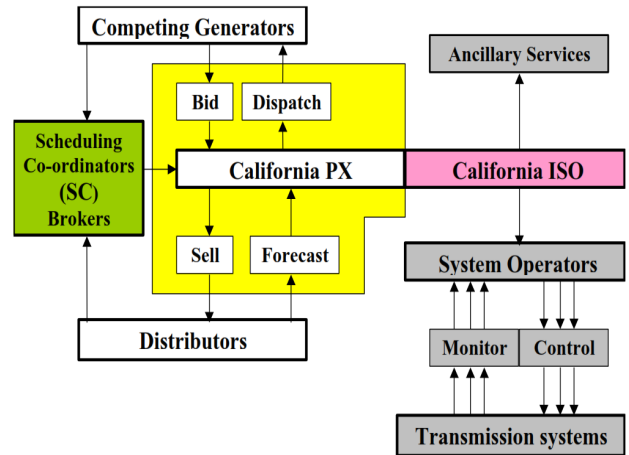 Competing Generators
Ancillary Services
Bid
Dispatch
Scheduling
Co-ordinators
(SC)
Brokers
California PX
California ISO
Sell
Forecast
System Operators
Distributors
Monitor
Control
Transmission systems